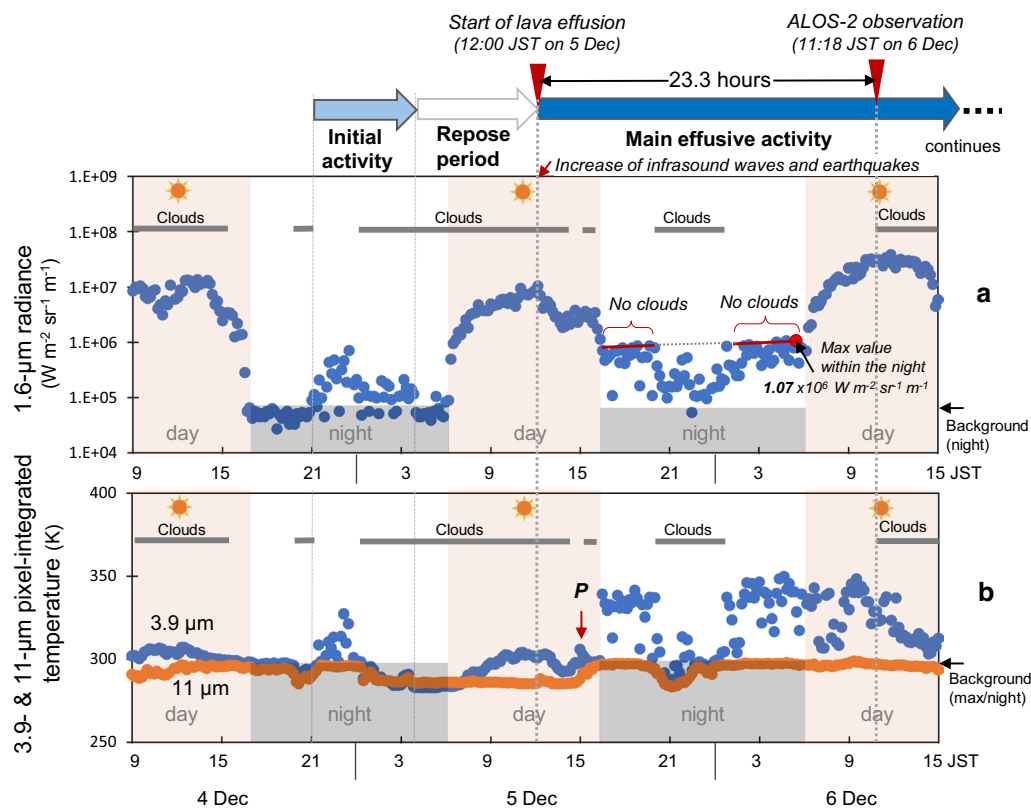 Start of lava effusion
(12:00 JST on 5 Dec)
ALOS-2 observation
(11:18 JST on 6 Dec)
23.3 hours
Initial
activity
Repose
period
Main effusive activity
continues
Increase of infrasound waves and earthquakes
1.6-µm radiance
(W m-2 sr-1 m-1)
1.E+09
1.E+08
1.E+07
1.E+06
1.E+05
1.E+04
Clouds
Clouds
Clouds
No clouds
No clouds
a
Max value
within the night
1.07 x10⁶ W m-2 sr-1 m-1
Background
(night)
day
night
day
night
day
9
15
21
3
9
15
21
3
9
15 JST
3.9- & 11-µm pixel-integrated
temperature (K)
400
350
300
250
Clouds
Clouds
Clouds
P
b
3.9 µm
11 µm
Background
(max/night)
day
night
day
night
day
9
15
21
3
9
15
21
3
9
15 JST
4 Dec
5 Dec
6 Dec